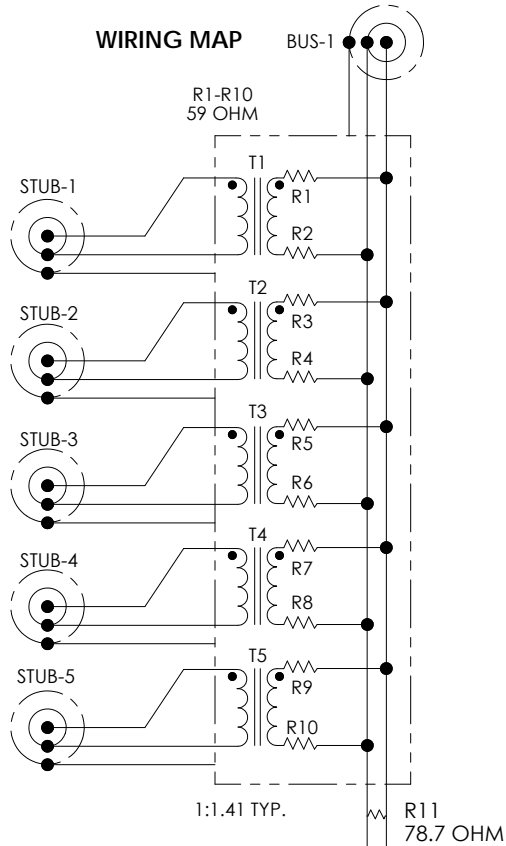 WIRING MAP
BUS-1
R1-R10
59 OHM
T1
STUB-1
R1
R2
T2
STUB-2
R3
R4
T3
STUB-3
R5
R6
T4
STUB-4
R7
R8
T5
STUB-5
R9
R10
1:1.41 TYP.
R11
78.7 OHM